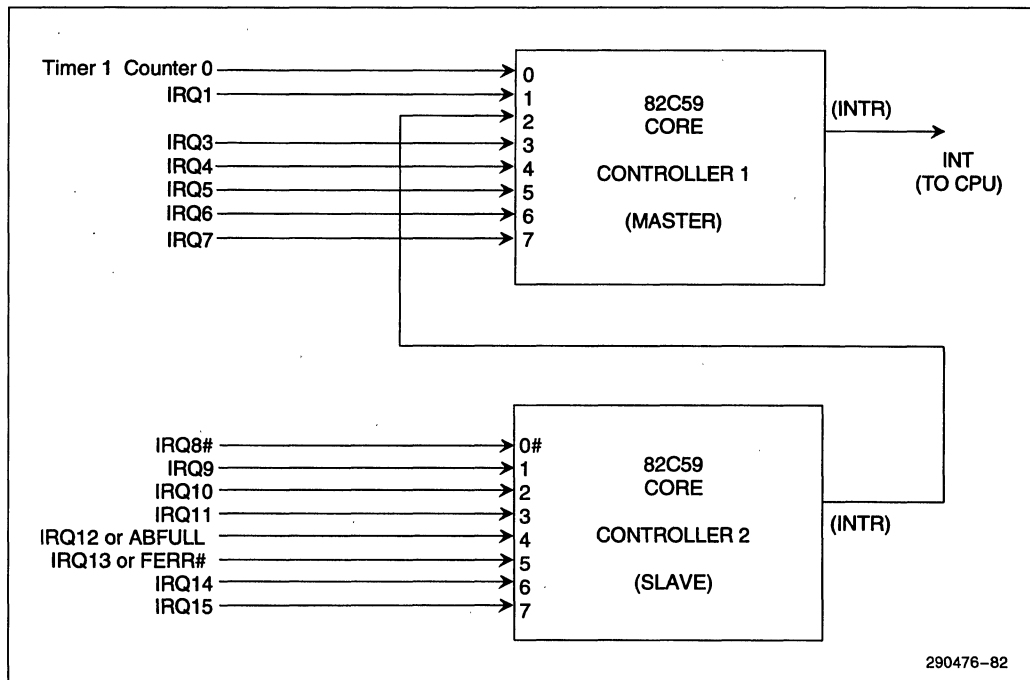 Timer 1 Counter 0
IRQ1
IRQ3
IRQ4
IRQ5
IRQ6
IRQ7
0
1
2
3
4
5
6
7
82C59
CORE
CONTROLLER 1
(MASTER)
(INTR)
INT
(TO CPU)
IRQ8#
IRQ9
IRQ10
IRQ11
IRQ12 or ABFULL
IRQ13 or FERR#
IRQ14
IRQ15
0#
1
2
3
4
5
6
7
82C59
CORE
CONTROLLER 2
(SLAVE)
(INTR)
290476-82